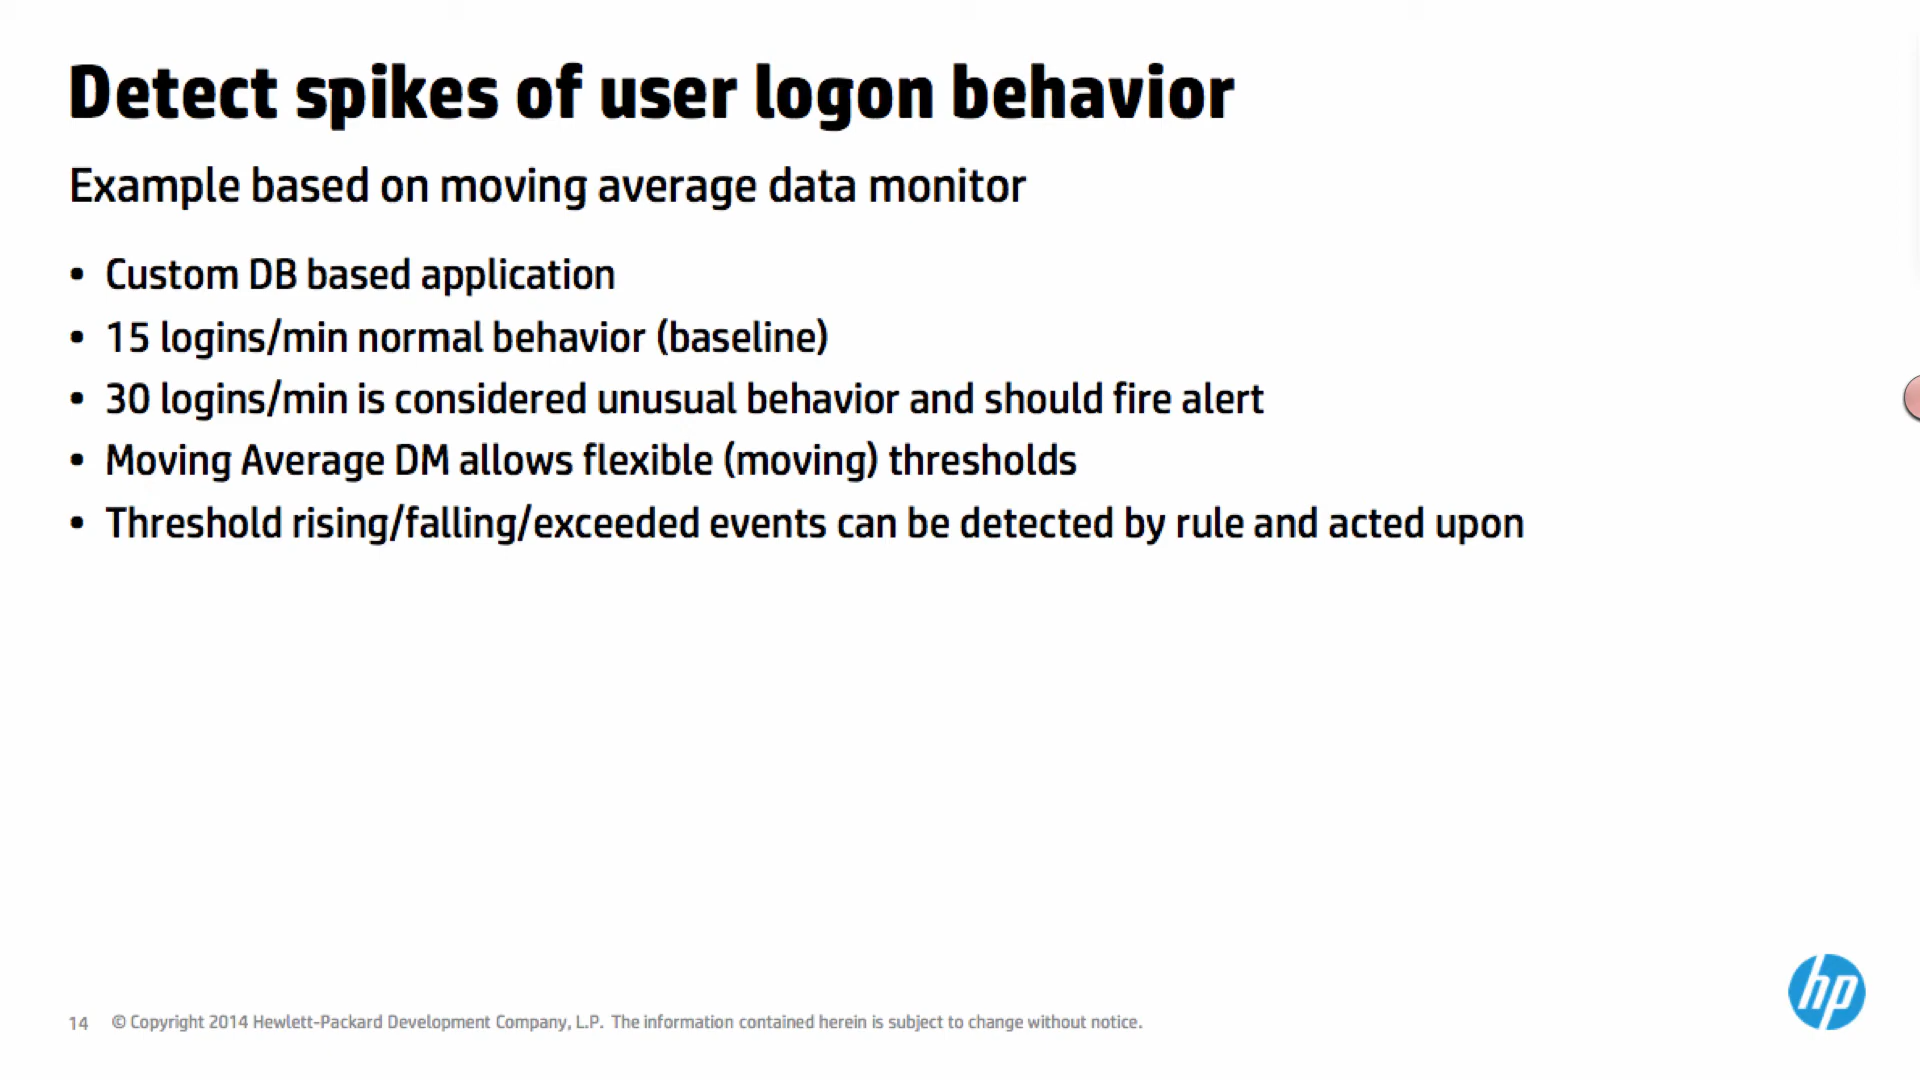 Detect spikes of user logon behavior
Example based on moving average data monitor
• Custom DB based application
• 15 logins/min normal behavior (baseline)
• 30 logins/min is considered unusual behavior and should fire alert
• Moving Average DM allows flexible (moving) thresholds
• Threshold rising/falling/exceeded events can be detected by rule and acted upon
hp
14 © Copyright 2014 Hewlett-Packard Development Company, L.P. The information contained herein is subject to change without notice.